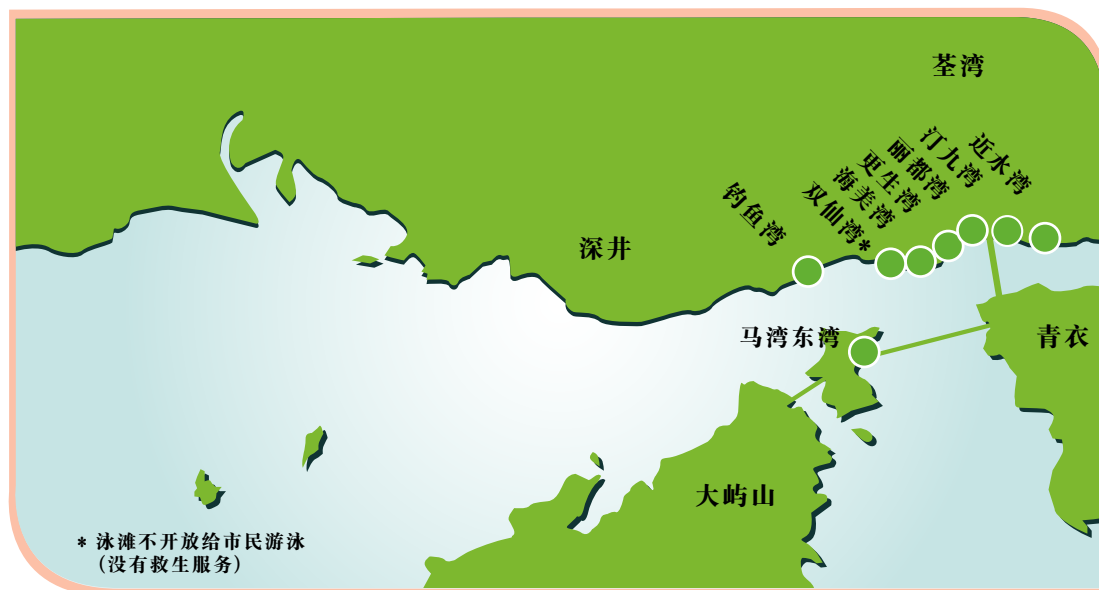 荃湾
近水湾
汀九湾
丽都湾
更生湾
海美湾
双仙湾*
钓鱼湾
深井
马湾东湾
青衣
大屿山
* 泳滩不开放给市民游泳
（没有救生服务）